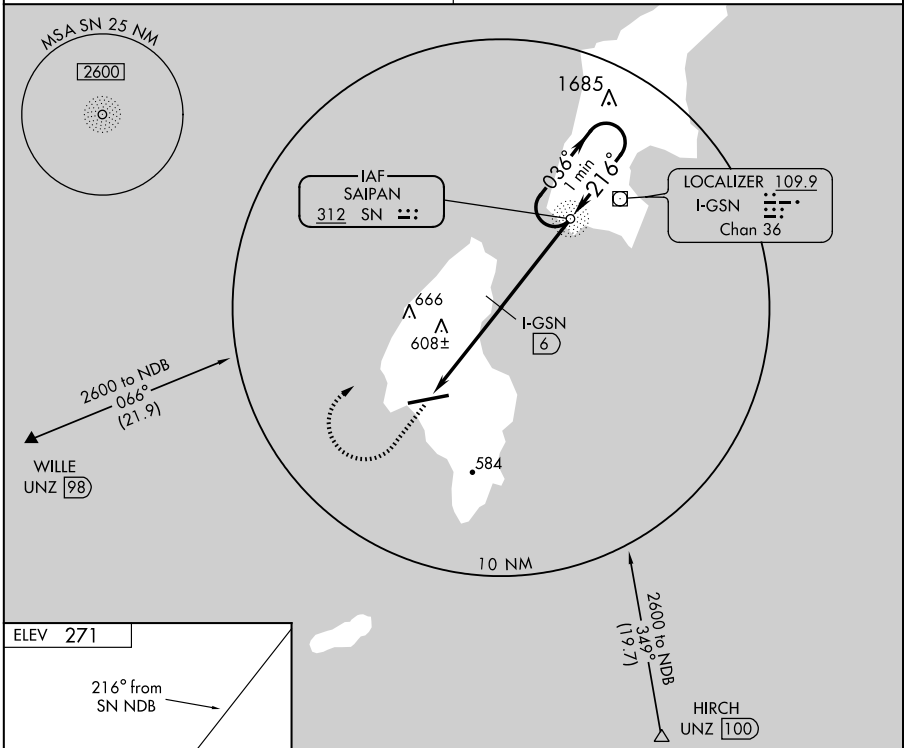 MSA SN 25 NM
2600
1685
036°
1 min
216°
IAF
SAIPAN
312 SN
LOCALIZER 109.9
I-GSN
Chan 36
666
608±
I-GSN
6
2600 to NDB
066°
(21.9)
WILLE
UNZ 98
584
10 NM
2600 to NDB
349°
(19.7)
HIRCH
UNZ 100
ELEV 271
216° from
SN NDB